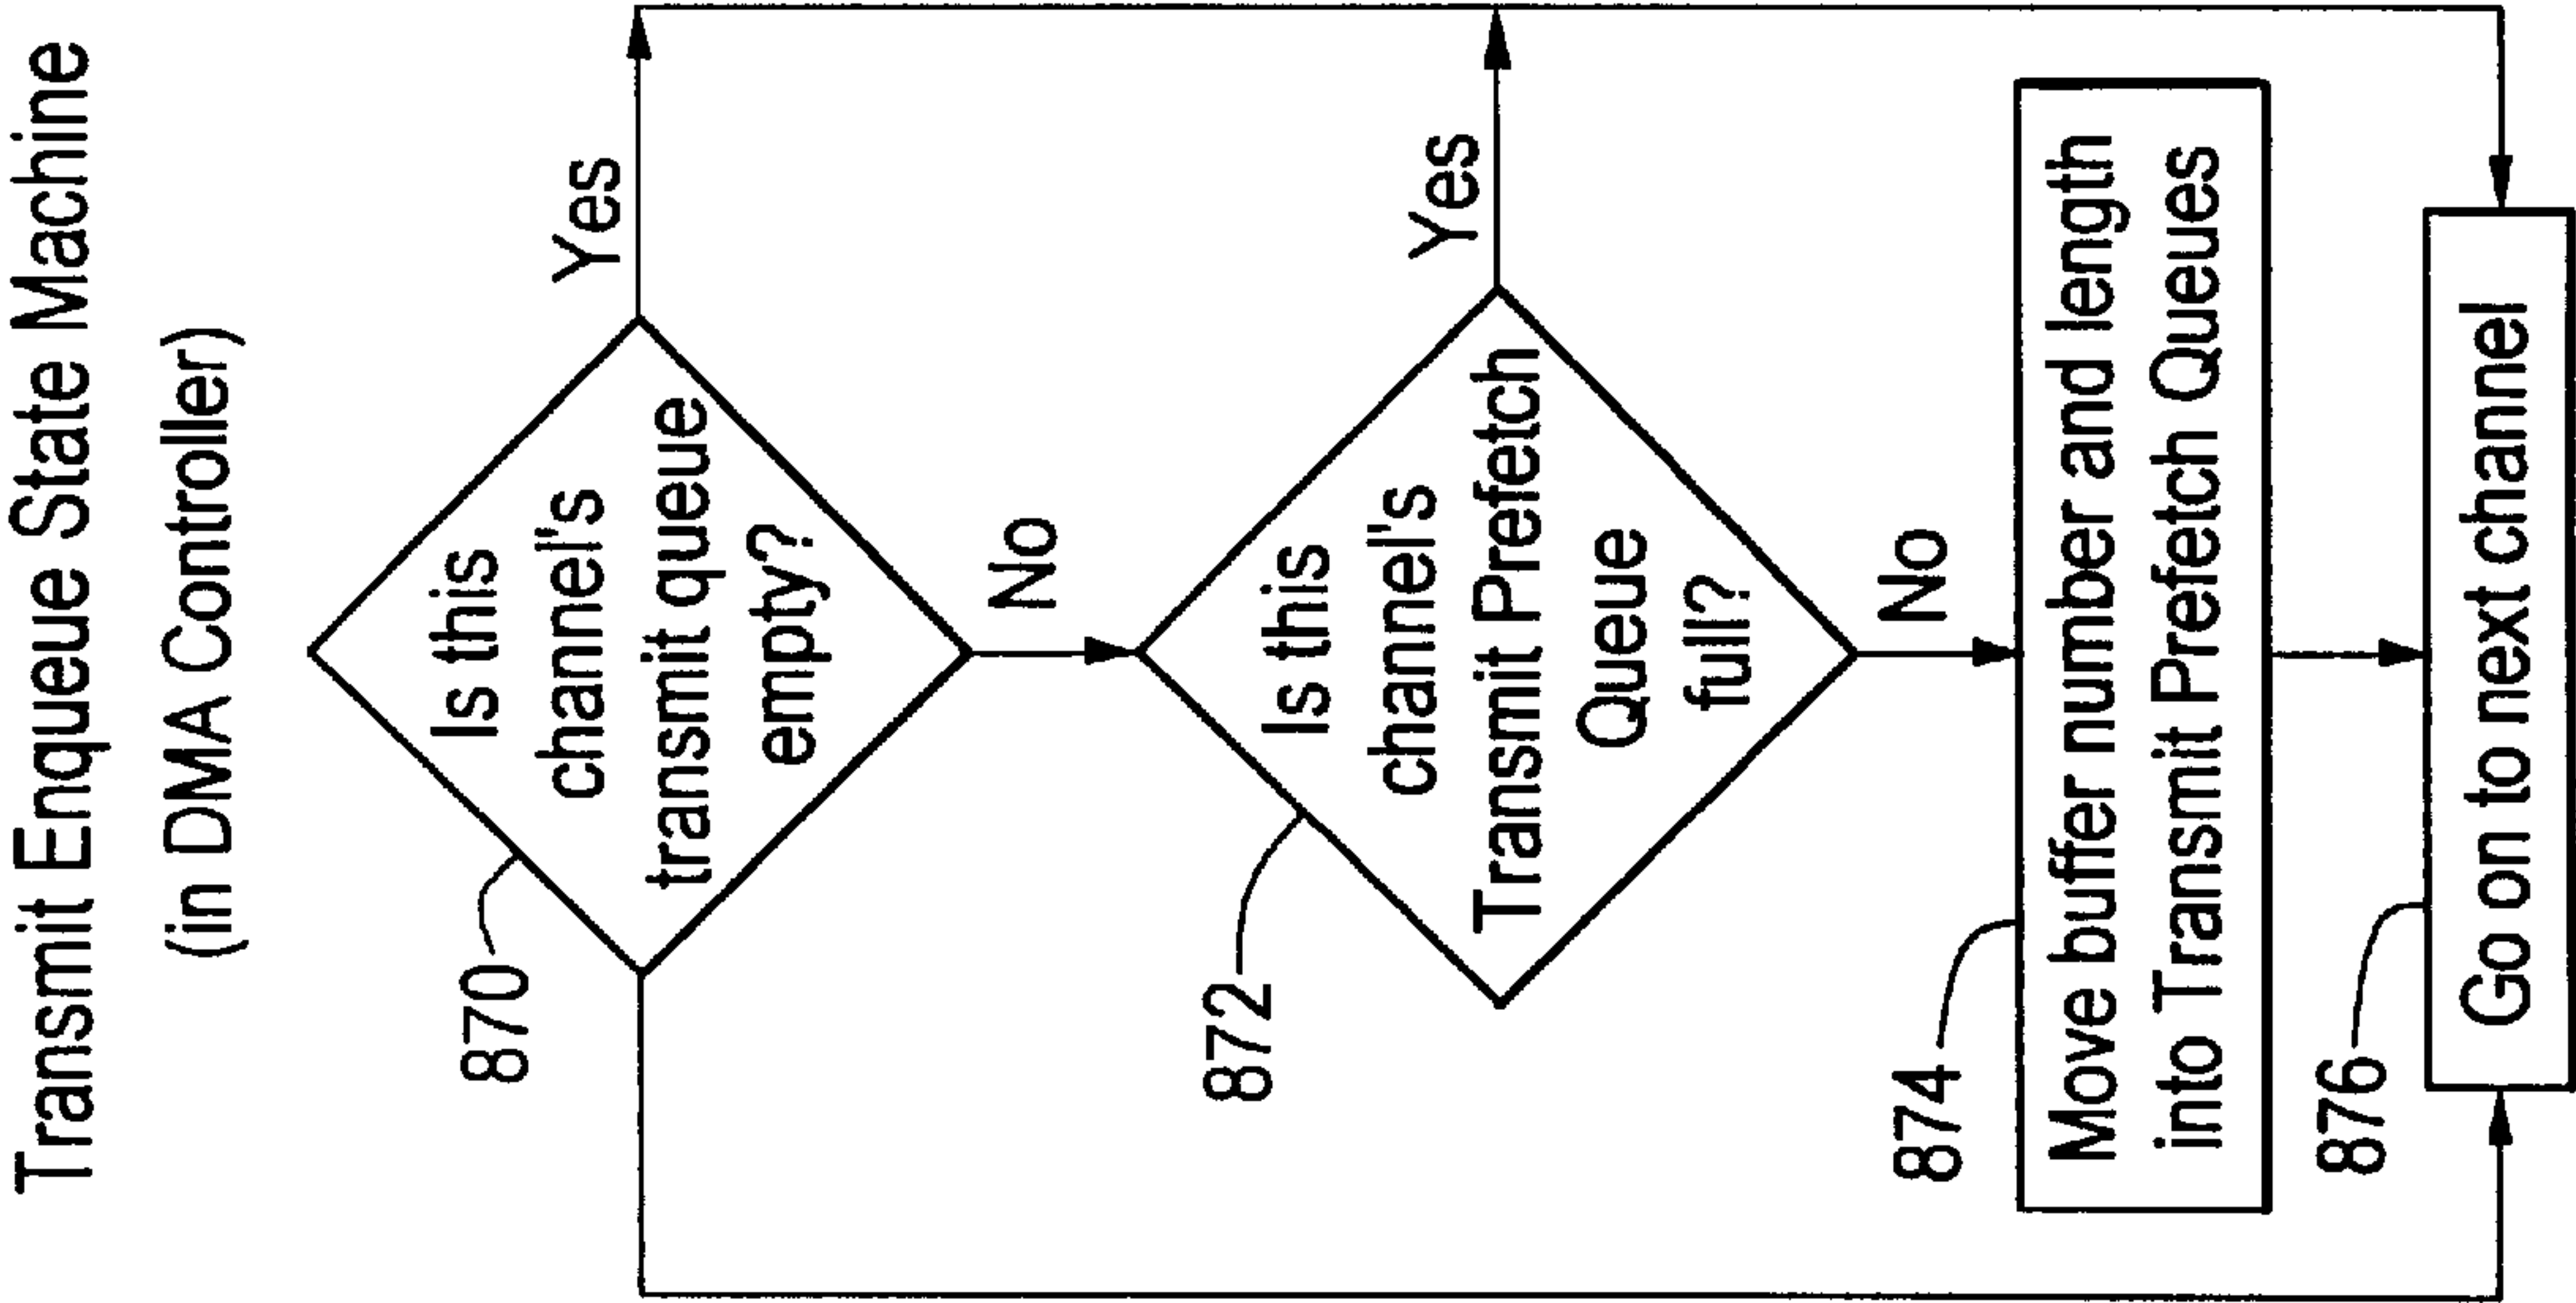 Transmit Enqueue State Machine
(in DMA Controller)
Is this
channel's
transmit queue
empty?
Yes
870
No
Is this
channel's
Transmit Prefetch
Queue
full?
Yes
872
No
874
Move buffer number and length
into Transmit Prefetch Queues
876
Go on to next channel